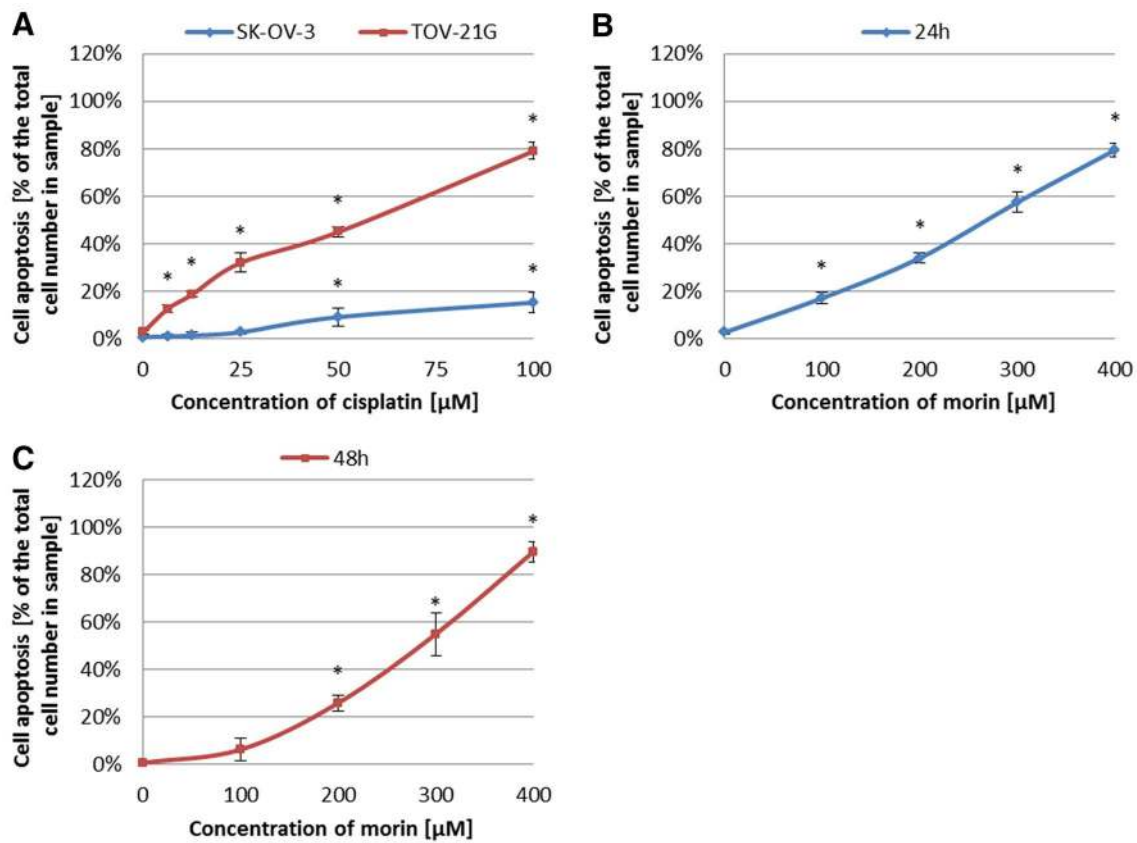 A
SK-OV-3 TOV-21G
Cell apoptosis [% of the total
cell number in sample]
120%
100%
80%
60%
40%
20%
0%
* * * * *
* *
0 25 50 75 100
Concentration of cisplatin [µM]
B
24h
Cell apoptosis [% of the total
cell number in sample]
120%
100%
80%
60%
40%
20%
0%
* * * *
0 100 200 300 400
Concentration of morin [µM]
C
48h
Cell apoptosis [% of the total
cell number in sample]
120%
100%
80%
60%
40%
20%
0%
* * *
0 100 200 300 400
Concentration of morin [µM]